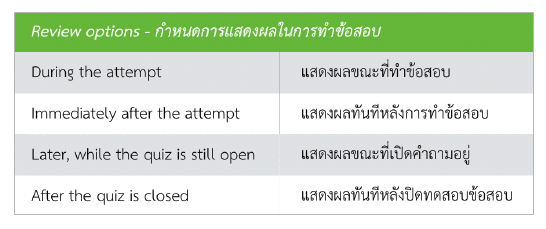 Review options - กำหนดการแสดงผลในการทำข้อสอบ
During the attempt แสดงผลขณะที่ทำข้อสอบ
Immediately after the attempt แสดงผลทันทีหลังการทำข้อสอบ
Later, while the quiz is still open แสดงผลขณะที่เปิดคำถามอยู่
After the quiz is closed แสดงผลทันทีหลังปิดทดสอบข้อสอบ